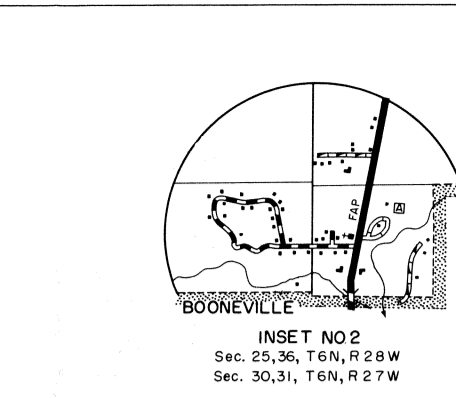 FAP
A
BOONEVILLE
INSET NO.2
Sec. 25,36, T6N, R28W
Sec. 30,31, T6N, R27W